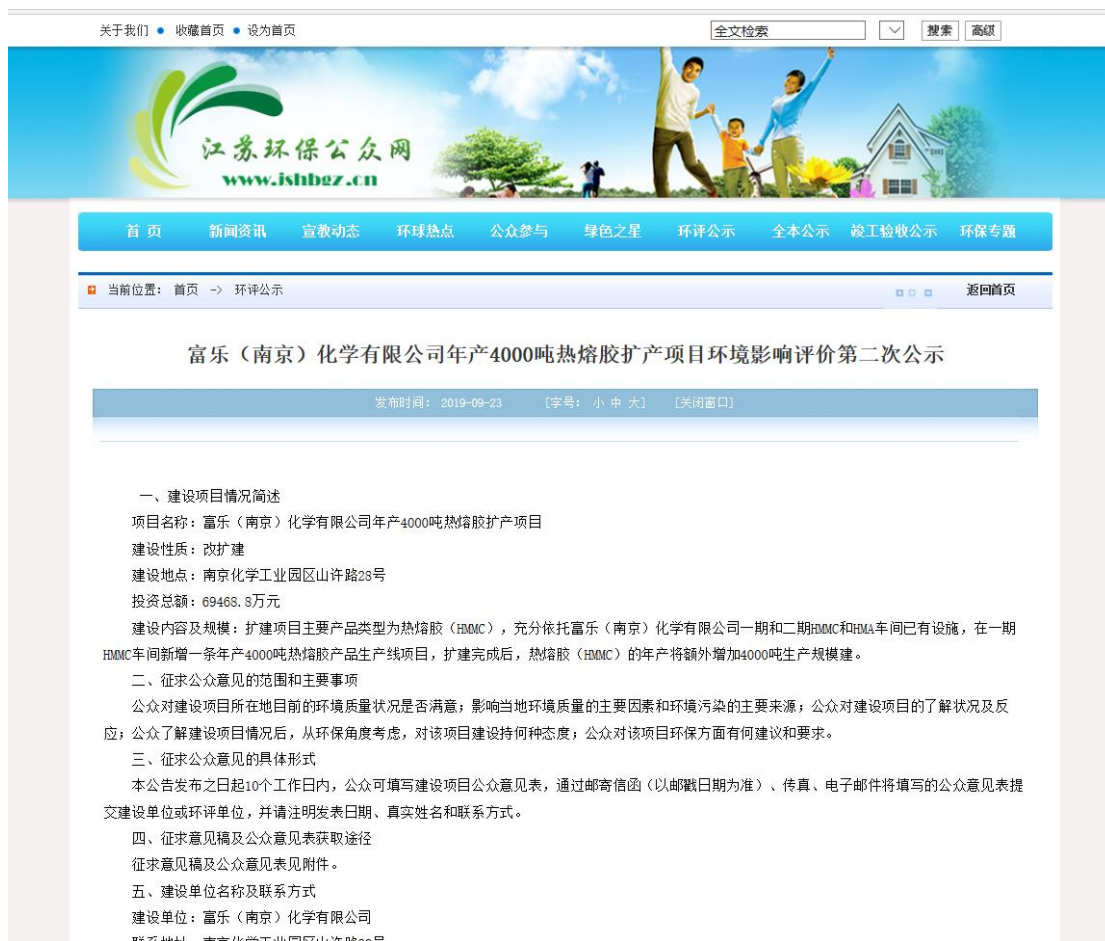 关于我们 ● 收藏首页 ● 设为首页
全文检索 搜索 高级
江苏环保公众网
www.jshbgz.cn
首 页 新闻资讯 宣教动态 环球热点 公众参与 绿色之星 环评公示 全本公示 竣工验收公示 环保专题
当前位置： 首页 -> 环评公示 返回首页
富乐（南京）化学有限公司年产4000吨热熔胶扩产项目环境影响评价第二次公示
发布时间： 2019-09-23 [字号： 小 中 大] [关闭窗口]
一、建设项目情况简述
项目名称：富乐（南京）化学有限公司年产4000吨热熔胶扩产项目
建设性质：改扩建
建设地点：南京化学工业园区山许路28号
投资总额：69468.8万元
建设内容及规模：扩建项目主要产品类型为热熔胶（HMMC），充分依托富乐（南京）化学有限公司一期和二期HMMC和HMA车间已有设施，在一期
HMMC车间新增一条年产4000吨热熔胶产品生产线项目，扩建完成后，热熔胶（HMMC）的年产将额外增加4000吨生产规模建。
二、征求公众意见的范围和主要事项
公众对建设项目所在地目前的环境质量状况是否满意；影响当地环境质量的主要因素和环境污染的主要来源；公众对建设项目的了解状况及反
应；公众了解建设项目情况后，从环保角度考虑，对该项目建设持何种态度；公众对该项目环保方面有何建议和要求。
三、征求公众意见的具体形式
本公告发布之日起10个工作日内，公众可填写建设项目公众意见表，通过邮寄信函（以邮戳日期为准）、传真、电子邮件将填写的公众意见表提
交建设单位或环评单位，并请注明发表日期、真实姓名和联系方式。
四、征求意见稿及公众意见表获取途径
征求意见稿及公众意见表见附件。
五、建设单位名称及联系方式
建设单位：富乐（南京）化学有限公司
联系地址：南京化学工业园区山许路28号